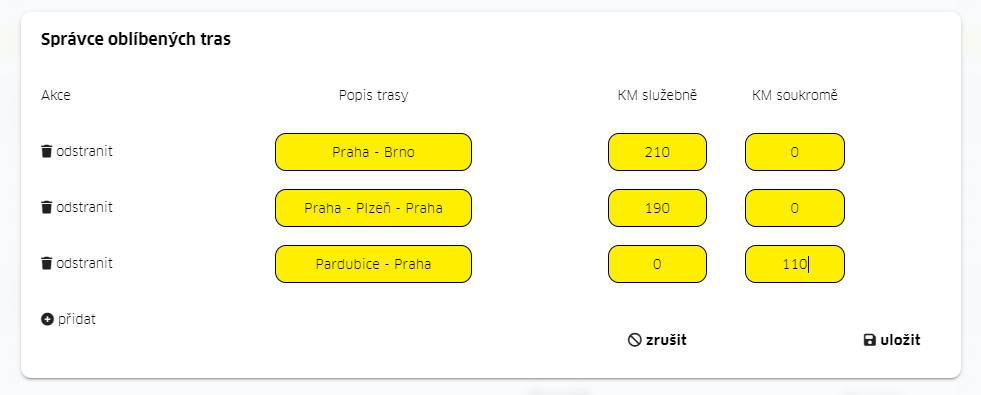 Správce oblíbených tras
Akce Popis trasy KM služebně KM soukromě
odstranit Praha - Brno 210 0
odstranit Praha - Plzeň - Praha 190 0
odstranit Pardubice - Praha 0 110
přidat
zrušit uložit